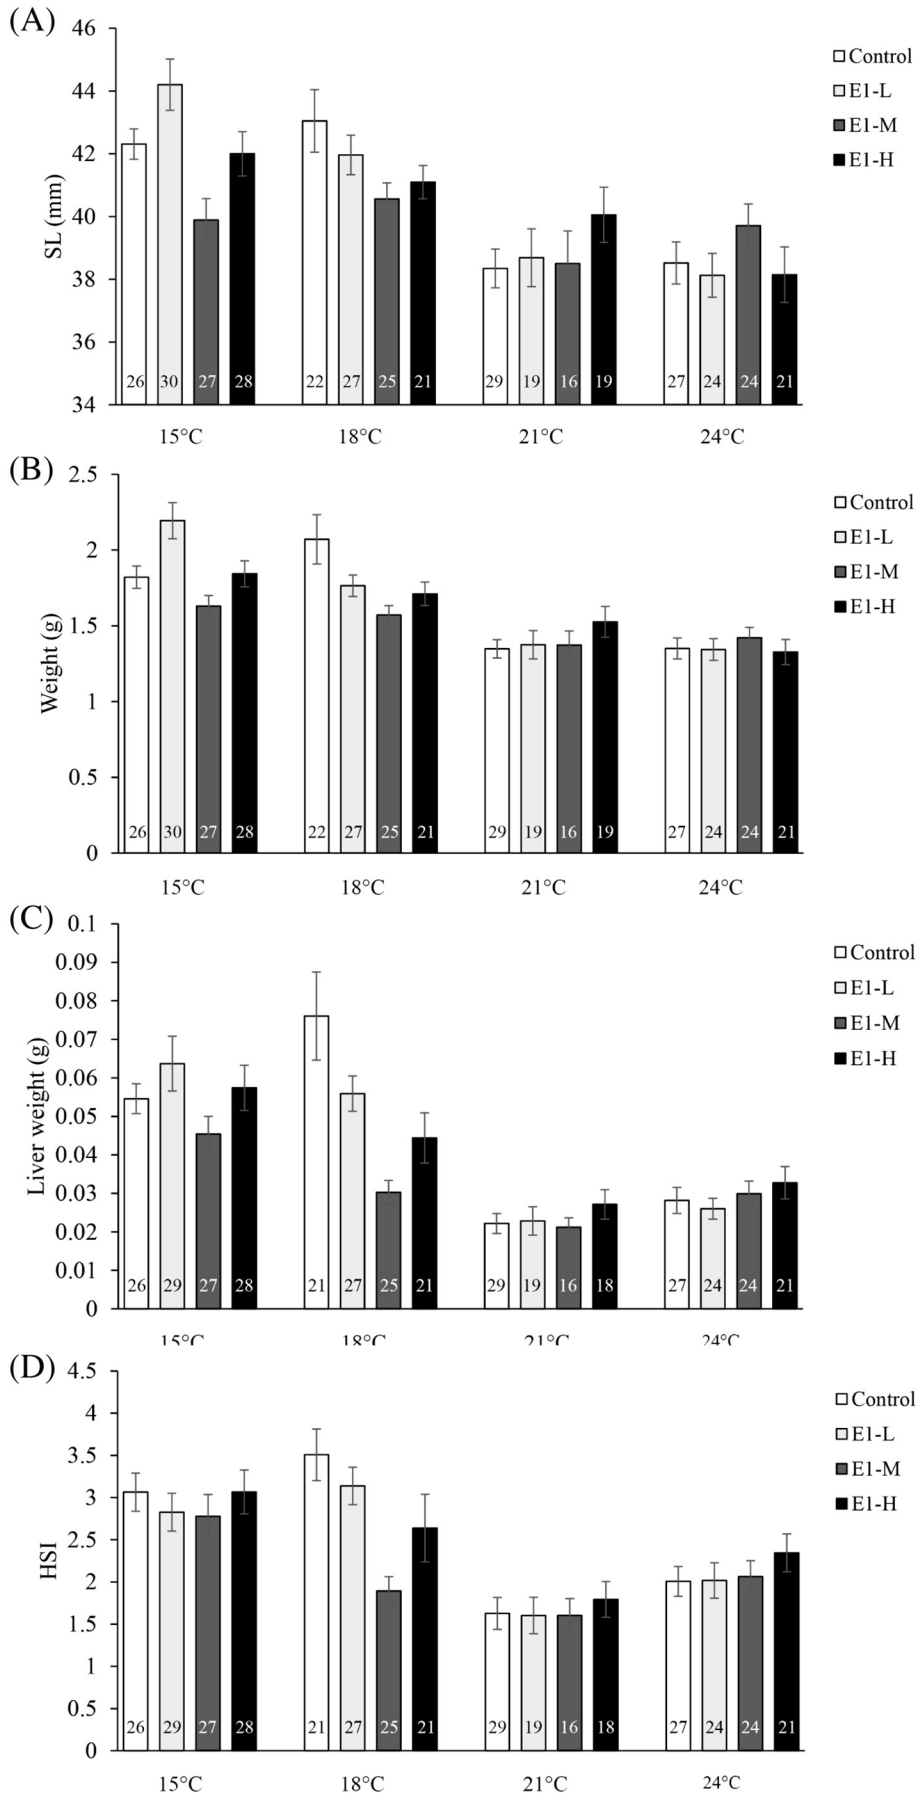 (A)
46
44
42
40
38
36
34
SL (mm)
Control
E1-L
E1-M
E1-H
26 30 27 28 22 27 25 21 29 19 16 19 27 24 24 21
15°C 18°C 21°C 24°C
(B)
2.5
2
1.5
1
0.5
0
Weight (g)
Control
E1-L
E1-M
E1-H
26 30 27 28 22 27 25 21 29 19 16 19 27 24 24 21
15°C 18°C 21°C 24°C
(C)
0.1
0.09
0.08
0.07
0.06
0.05
0.04
0.03
0.02
0.01
0
Liver weight (g)
Control
E1-L
E1-M
E1-H
26 29 27 28 21 27 25 21 29 19 16 18 27 24 24 21
15°C 18°C 21°C 24°C
(D)
4.5
4
3.5
3
2.5
2
1.5
1
0.5
0
HSI
Control
E1-L
E1-M
E1-H
26 29 27 28 21 27 25 21 29 19 16 18 27 24 24 21
15°C 18°C 21°C 24°C